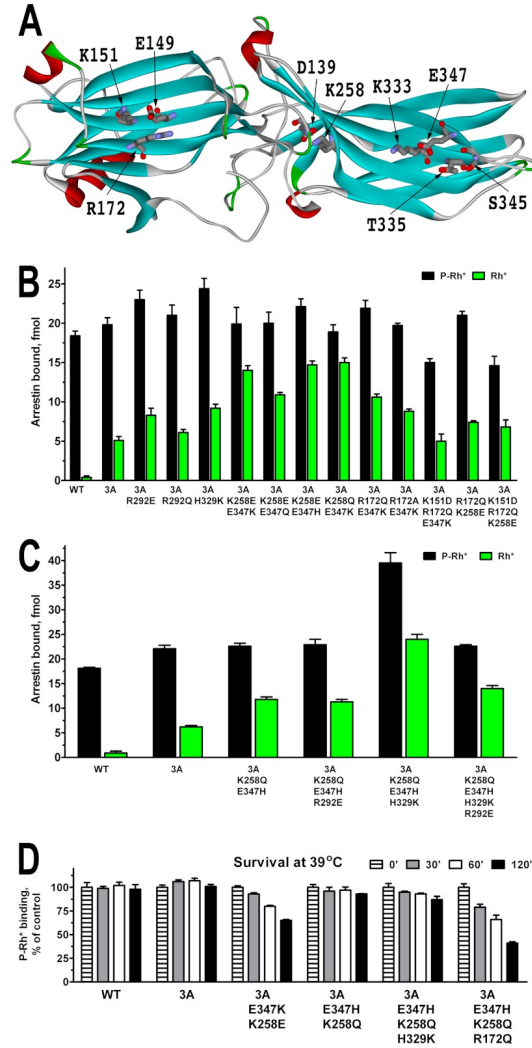 A
K151
E149
D139
K258
K333
E347
R172
T335
S345
B
P-Rh*
Rh*
Arrestin bound, fmol
25
20
15
10
5
0
WT
3A
3A
R292E
3A
R292Q
3A
H329K
3A
K258E
E347K
3A
K258E
E347Q
3A
K258E
E347H
3A
K258Q
E347K
3A
R172Q
E347K
3A
R172A
E347K
3A
K151D
R172Q
E347K
3A
R172Q
K258E
3A
K151D
R172Q
K258E
C
P-Rh*
Rh*
Arrestin bound, fmol
40
35
30
25
20
15
10
5
0
WT
3A
3A
K258Q
E347H
3A
K258Q
E347H
R292E
3A
K258Q
E347H
H329K
3A
K258Q
E347H
H329K
R292E
D
Survival at 39°C
0'
30'
60'
120'
P-Rh* binding,
% of control
100
75
50
25
0
WT
3A
3A
E347K
K258E
3A
E347H
K258Q
3A
E347H
K258Q
H329K
3A
E347H
K258Q
R172Q